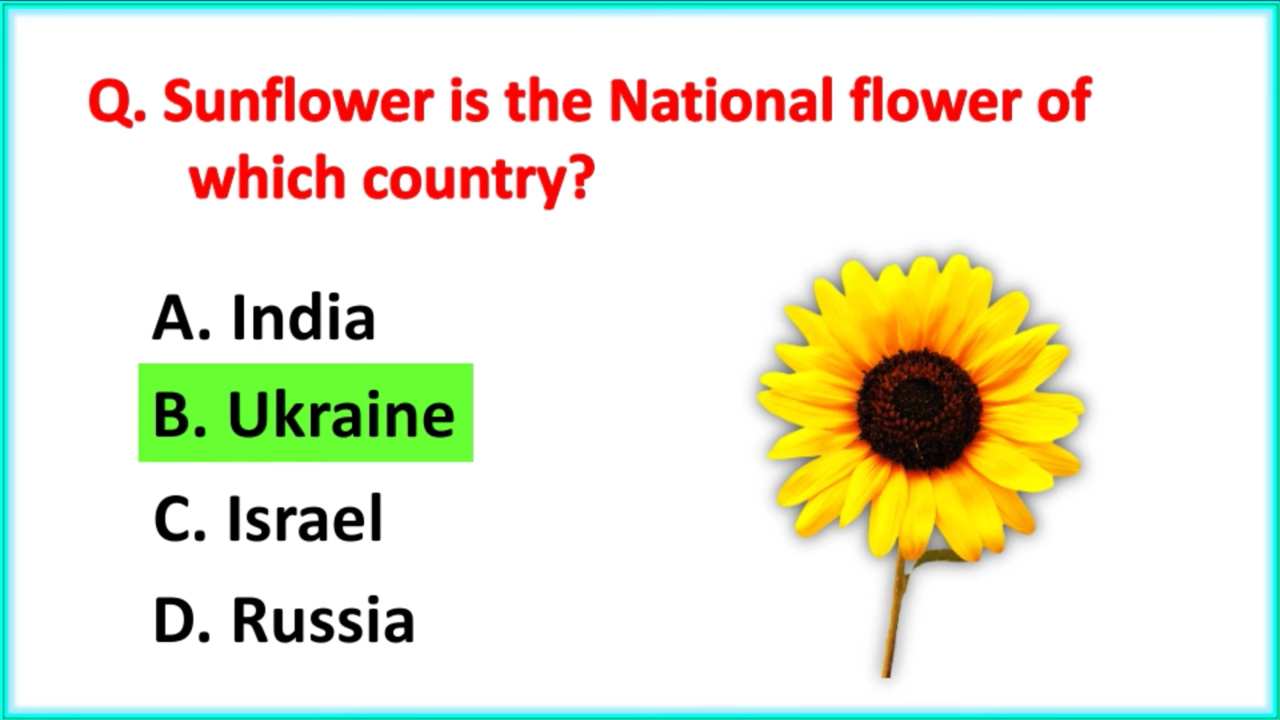 Q. Sunflower is the National flower of
which country?
A. India
B. Ukraine
C. Israel
D. Russia